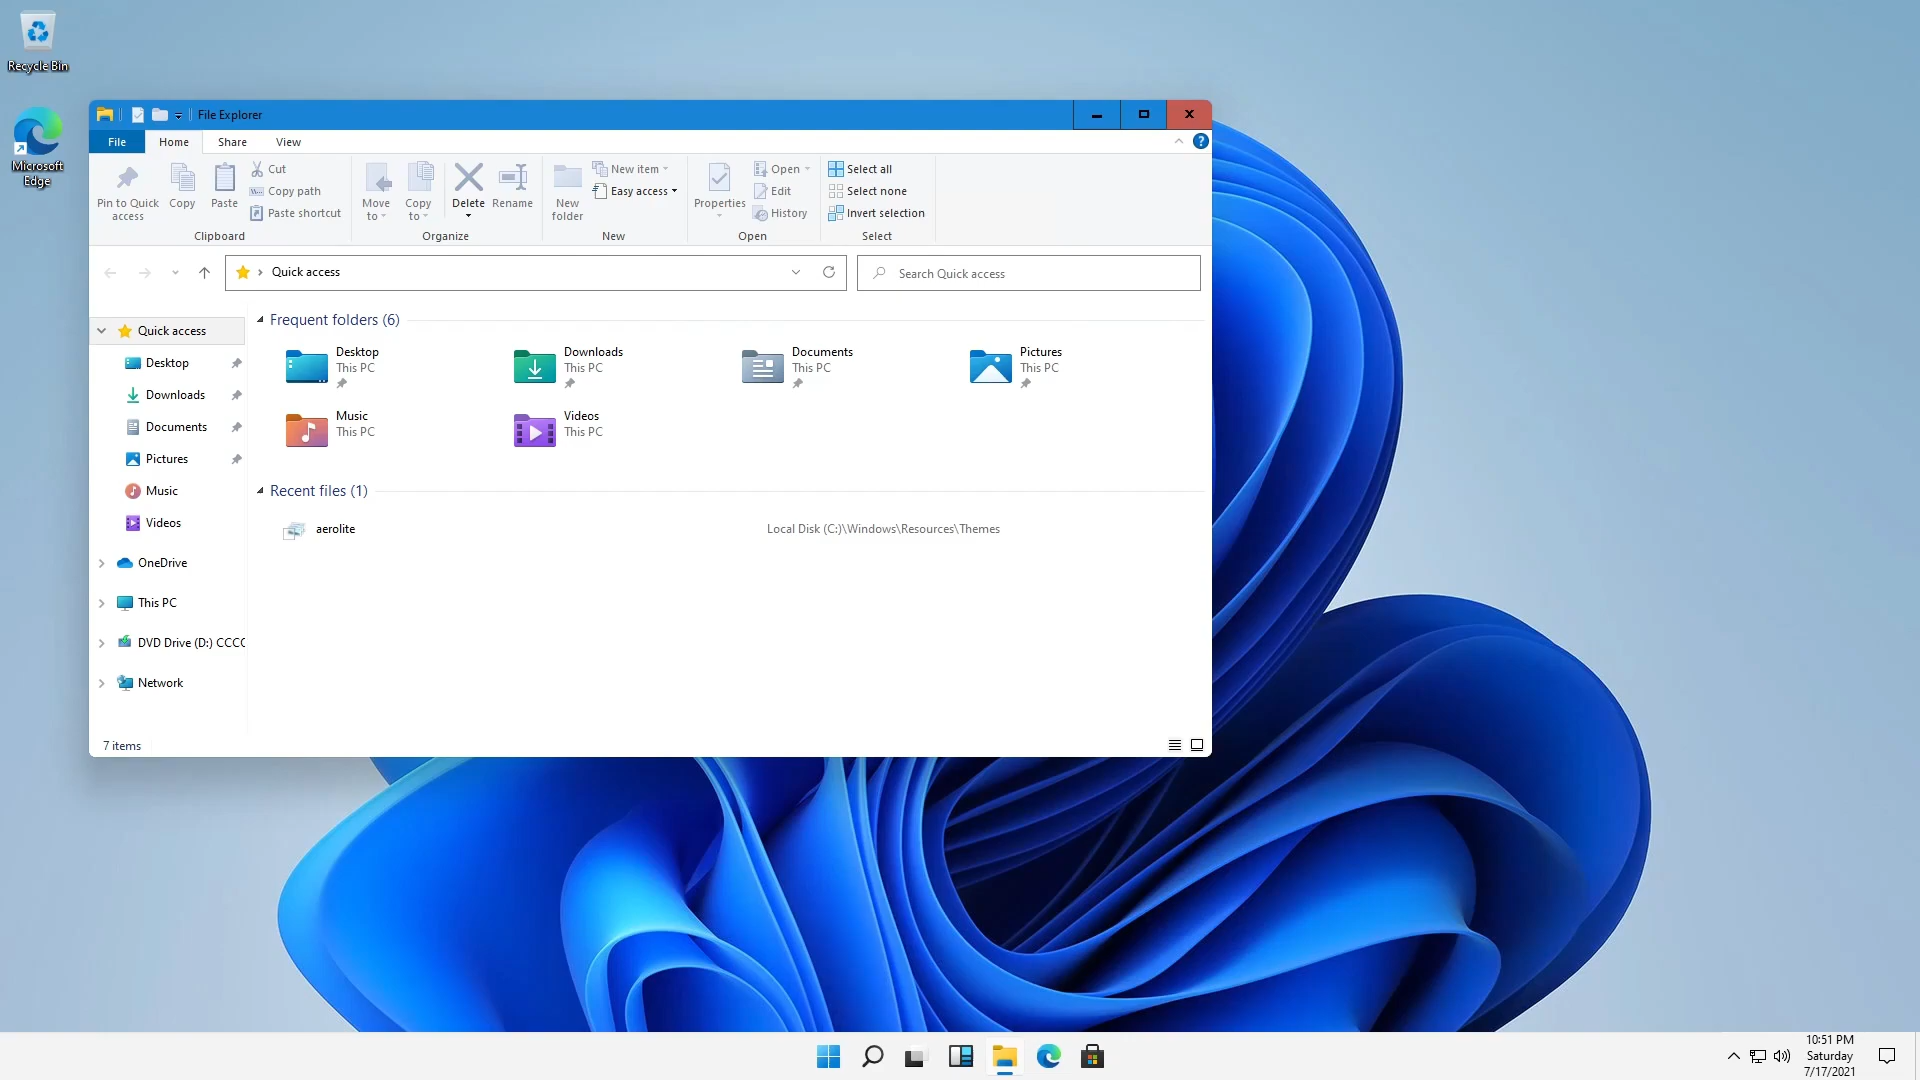 Recycle Bin
Microsoft
Edge
File Explorer
File
Home
Share
View
Pin to Quick
access
Copy
Paste
Cut
Copy path
Paste shortcut
Clipboard
Move
to
Copy
to
Delete
Rename
Organize
New
folder
New item
Easy access
New
Properties
Open
Edit
History
Open
Select all
Select none
Invert selection
Select
Quick access
Search Quick access
Quick access
Desktop
Downloads
Documents
Pictures
Music
Videos
OneDrive
This PC
DVD Drive (D:) CCCC
Network
Frequent folders (6)
Desktop
This PC
Downloads
This PC
Documents
This PC
Pictures
This PC
Music
This PC
Videos
This PC
Recent files (1)
aerolite
Local Disk (C:)\Windows\Resources\Themes
7 items
10:51 PM
Saturday
7/17/2021